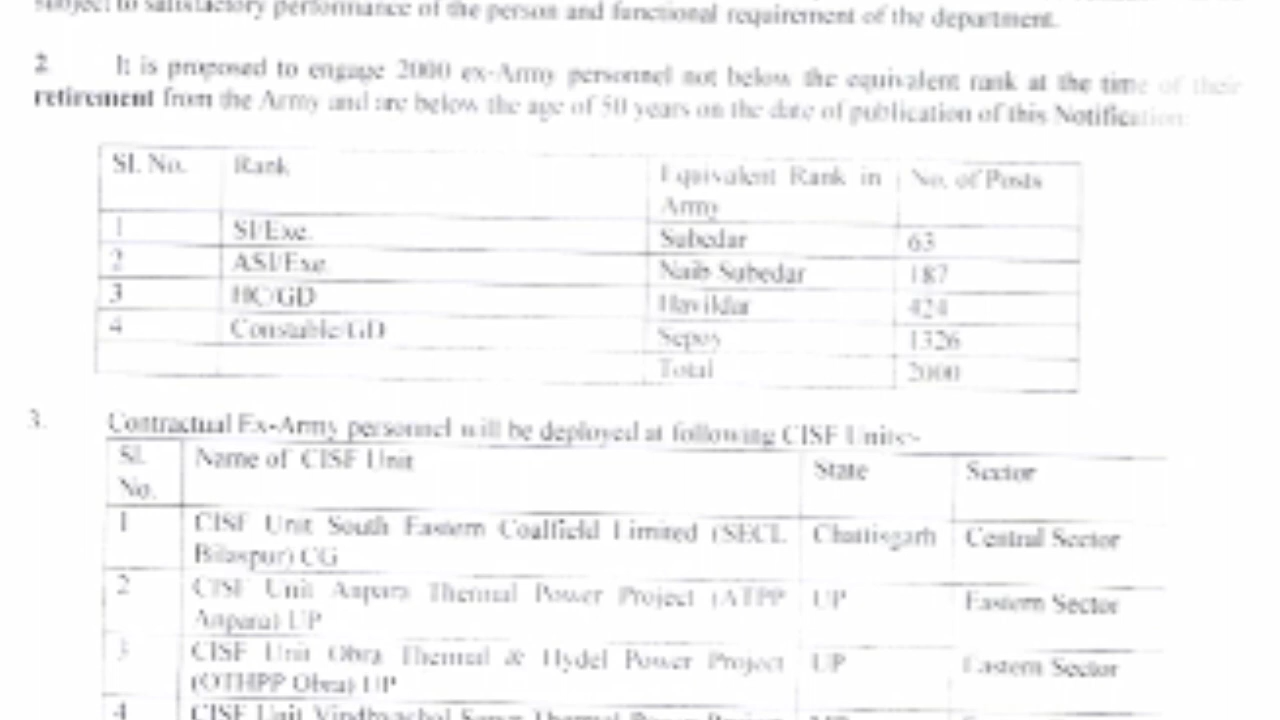 subject to satisfactory performance of the person and functional requirement of the department.
2 It is proposed to engage 2000 ex-Army personnel not below the equivalent rank at the time of their
retirement from the Army and are below the age of 50 years on the date of publication of this Notification:
Sl. No. Rank Equivalent Rank in Army No. of Posts
1 SI/Exe. Subedar 63
2 ASI/Exe Naib Subedar 187
3 HC/GD Havildar 424
4 Constable/GD Sepoy 1326
Total 2000
3. Contractual Ex-Army personnel will be deployed at following CISF Units:-
Sl. No. Name of CISF Unit State Sector
1 CISF Unit South Eastern Coalfield Limited (SECL Chattisgarh Central Sector
Bilaspur) CG
2 CISF Unit Anpara Thermal Power Project (ATPP UP Eastern Sector
Anpara) UP
3 CISF Unit Obra Thermal & Hydel Power Project UP Eastern Sector
(OTHPP Obra) UP
4 CISF Unit Vindhyachal Super Thermal Power Project